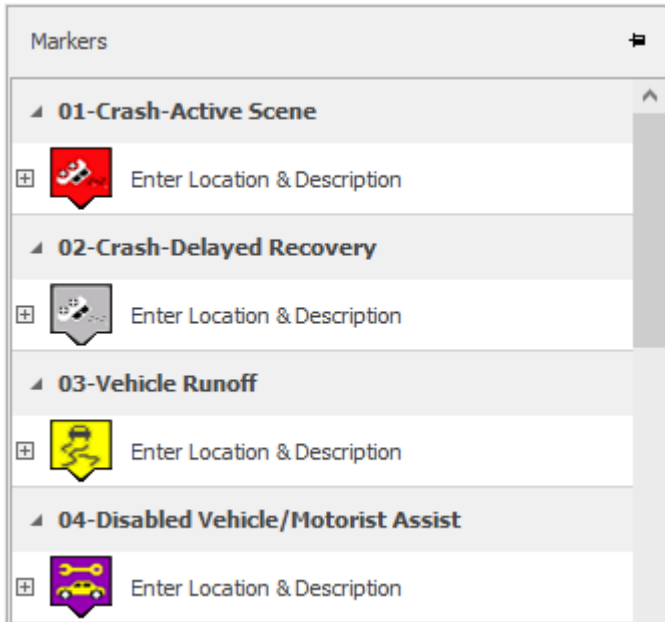 Markers
01-Crash-Active Scene
Enter Location & Description
02-Crash-Delayed Recovery
Enter Location & Description
03-Vehicle Runoff
Enter Location & Description
04-Disabled Vehicle/Motorist Assist
Enter Location & Description